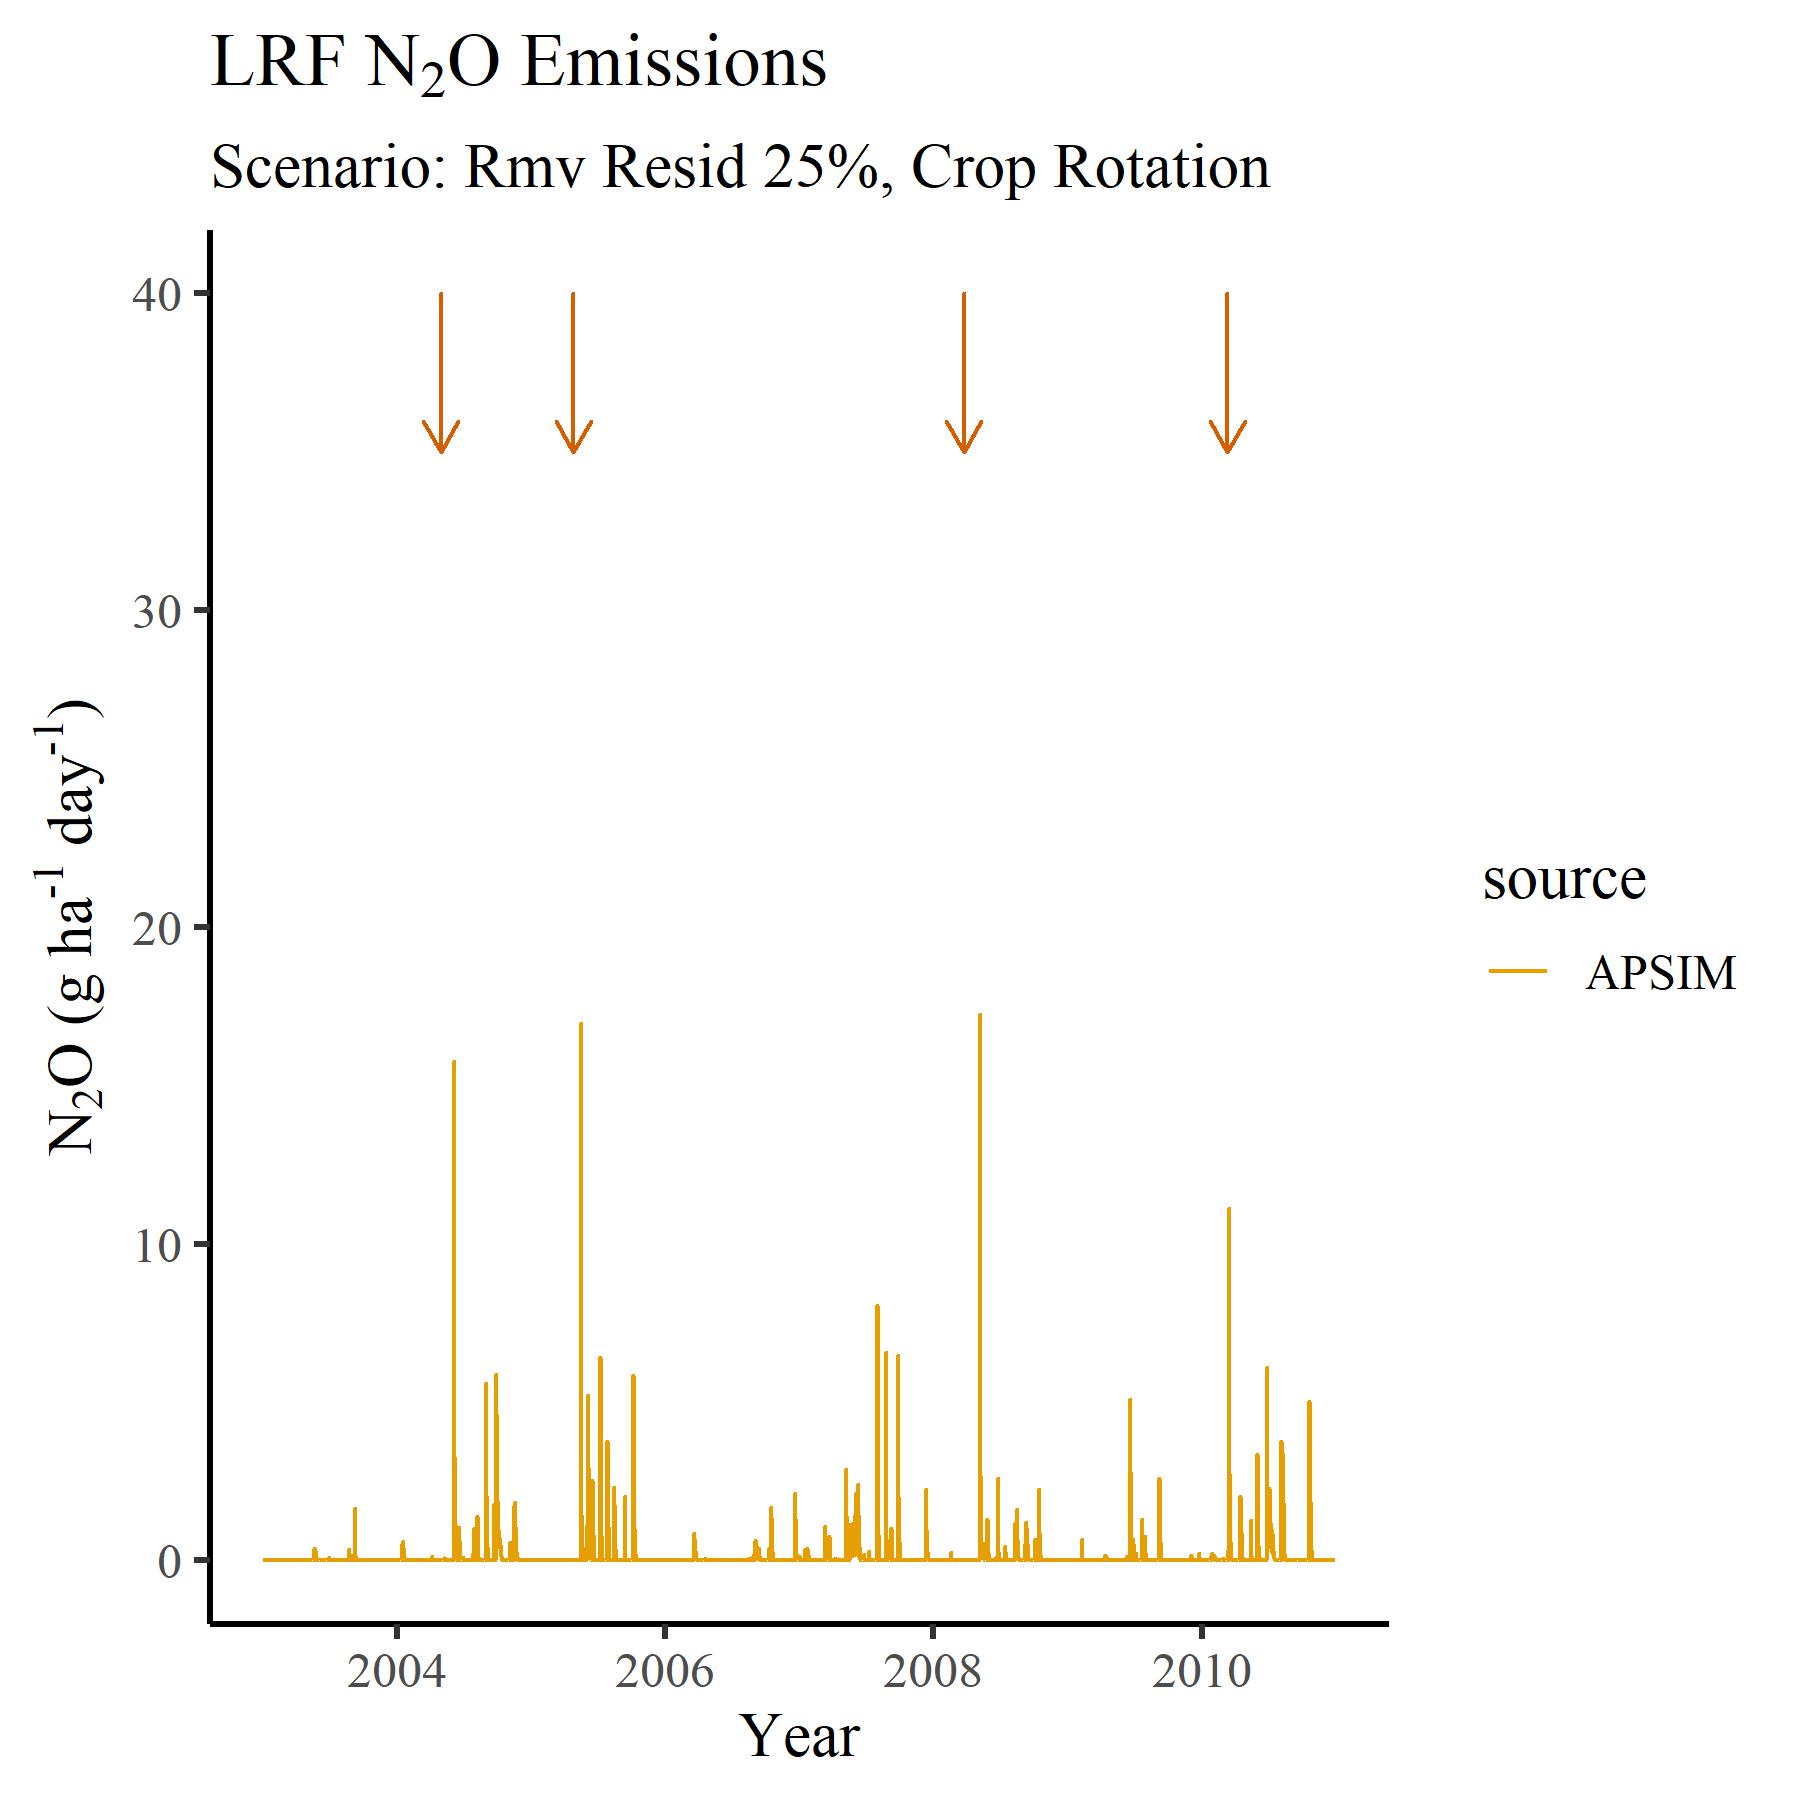 LRF N₂O Emissions
Scenario: Rmv Resid 25%, Crop Rotation
N₂O (g ha⁻¹ day⁻¹)
40
30
20
10
0
2004 2006 2008 2010
Year
source
APSIM